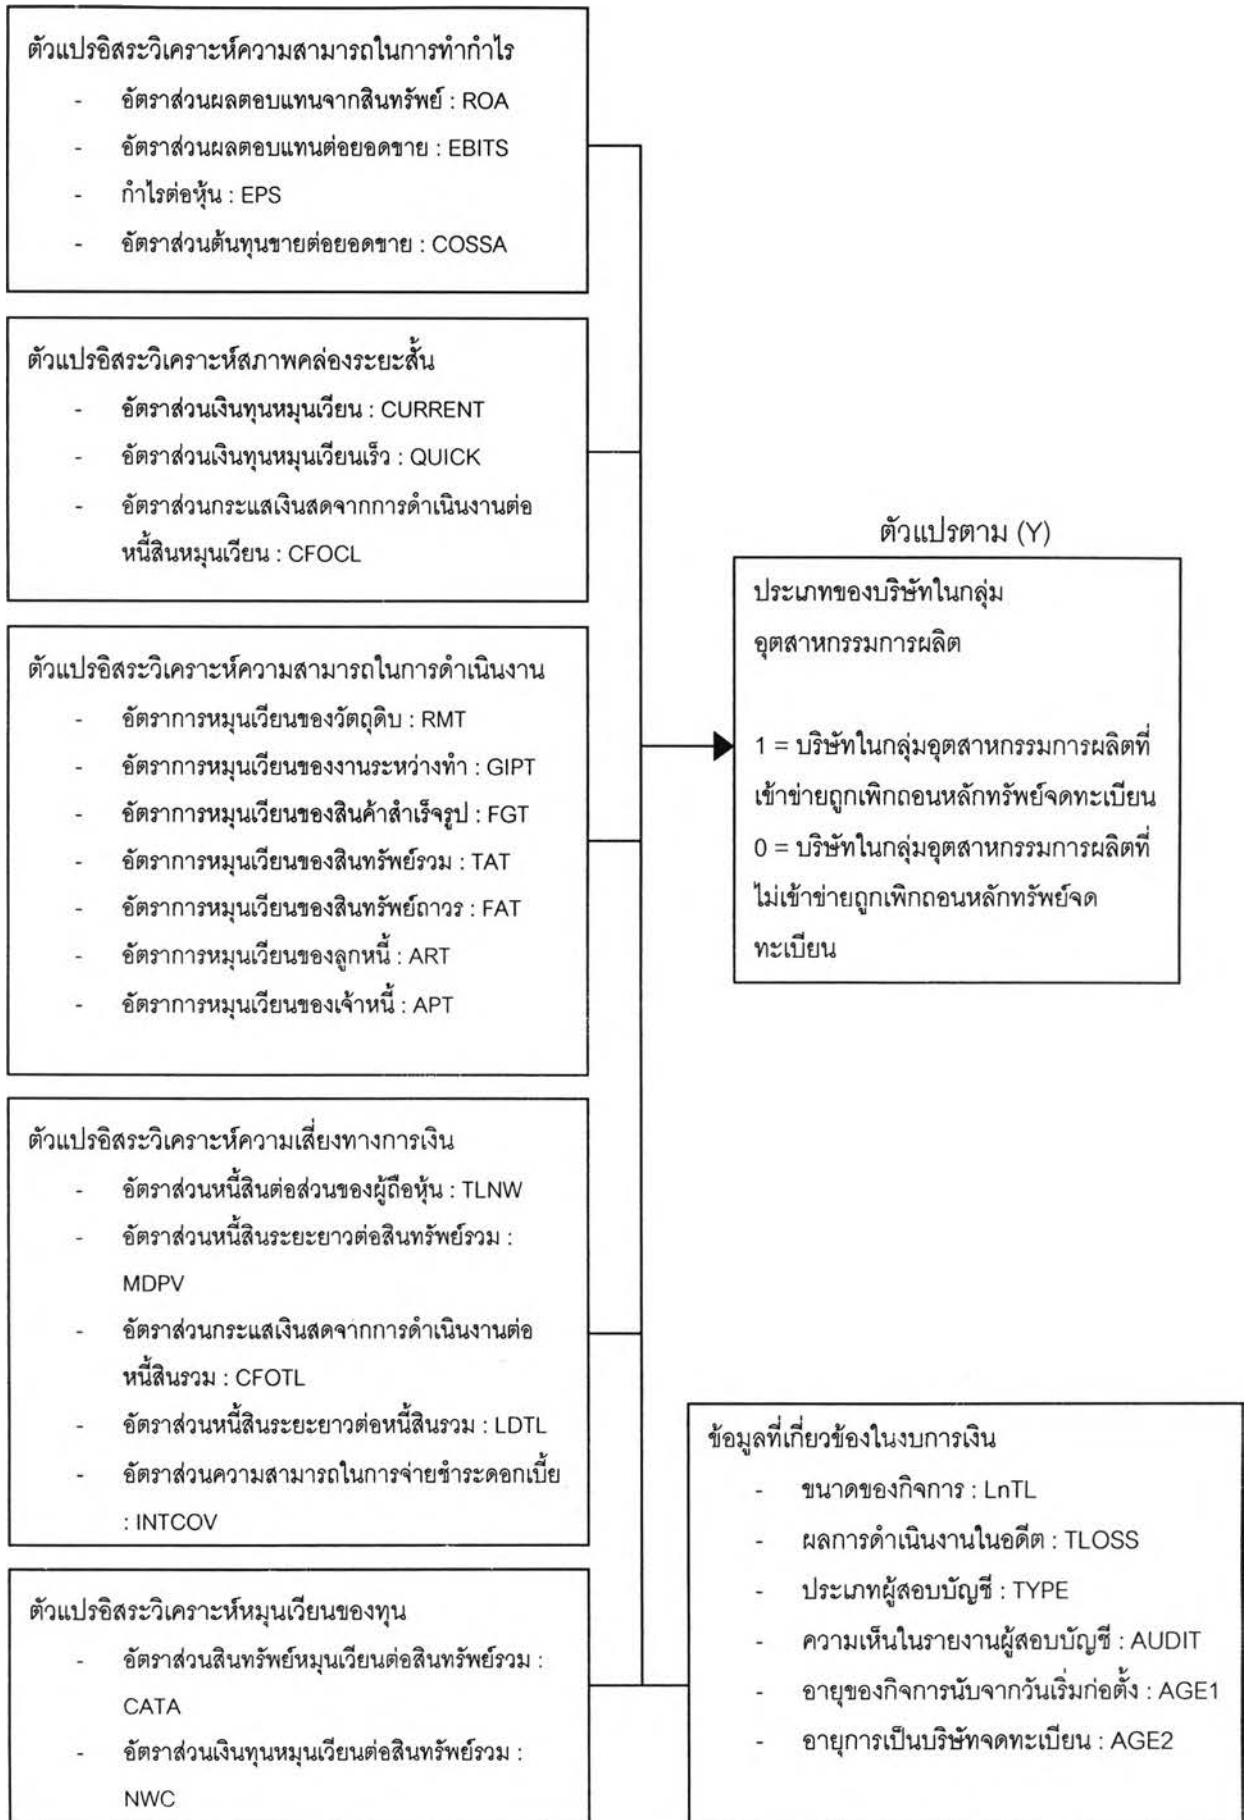 ตัวแปรอิสระวิเคราะห์ความสามารถในการทำกำไร
- อัตราส่วนผลตอบแทนจากสินทรัพย์ : ROA
- อัตราส่วนผลตอบแทนต่อยอดขาย : EBITS
- กำไรต่อหุ้น : EPS
- อัตราส่วนต้นทุนขายต่อยอดขาย : COSSA
ตัวแปรอิสระวิเคราะห์สภาพคล่องระยะสั้น
- อัตราส่วนเงินทุนหมุนเวียน : CURRENT
- อัตราส่วนเงินทุนหมุนเวียนเร็ว : QUICK
- อัตราส่วนกระแสเงินสดจากการดำเนินงานต่อ
หนี้สินหมุนเวียน : CFOCL
ตัวแปรอิสระวิเคราะห์ความสามารถในการดำเนินงาน
- อัตราการหมุนเวียนของวัตถุดิบ : RMT
- อัตราการหมุนเวียนของงานระหว่างทำ : GIPT
- อัตราการหมุนเวียนของสินค้าสำเร็จรูป : FGT
- อัตราการหมุนเวียนของสินทรัพย์รวม : TAT
- อัตราการหมุนเวียนของสินทรัพย์ถาวร : FAT
- อัตราการหมุนเวียนของลูกหนี้ : ART
- อัตราการหมุนเวียนของเจ้าหนี้ : APT
ตัวแปรอิสระวิเคราะห์ความเสี่ยงทางการเงิน
- อัตราส่วนหนี้สินต่อส่วนของผู้ถือหุ้น : TLNW
- อัตราส่วนหนี้สินระยะยาวต่อสินทรัพย์รวม :
MDPV
- อัตราส่วนกระแสเงินสดจากการดำเนินงานต่อ
หนี้สินรวม : CFOTL
- อัตราส่วนหนี้สินระยะยาวต่อหนี้สินรวม : LDTL
- อัตราส่วนความสามารถในการจ่ายชำระดอกเบี้ย
: INTCOV
ตัวแปรอิสระวิเคราะห์หมุนเวียนของทุน
- อัตราส่วนสินทรัพย์หมุนเวียนต่อสินทรัพย์รวม :
CATA
- อัตราส่วนเงินทุนหมุนเวียนต่อสินทรัพย์รวม :
NWC
ตัวแปรตาม (Y)
ประเภทของบริษัทในกลุ่ม
อุตสาหกรรมการผลิต
1 = บริษัทในกลุ่มอุตสาหกรรมการผลิตที่
เข้าข่ายถูกเพิกถอนหลักทรัพย์จดทะเบียน
0 = บริษัทในกลุ่มอุตสาหกรรมการผลิตที่
ไม่เข้าข่ายถูกเพิกถอนหลักทรัพย์จด
ทะเบียน
ข้อมูลที่เกี่ยวข้องในงบการเงิน
- ขนาดของกิจการ : LnTL
- ผลการดำเนินงานในอดีต : TLOSS
- ประเภทผู้สอบบัญชี : TYPE
- ความเห็นในรายงานผู้สอบบัญชี : AUDIT
- อายุของกิจการนับจากวันเริ่มก่อตั้ง : AGE1
- อายุการเป็นบริษัทจดทะเบียน : AGE2